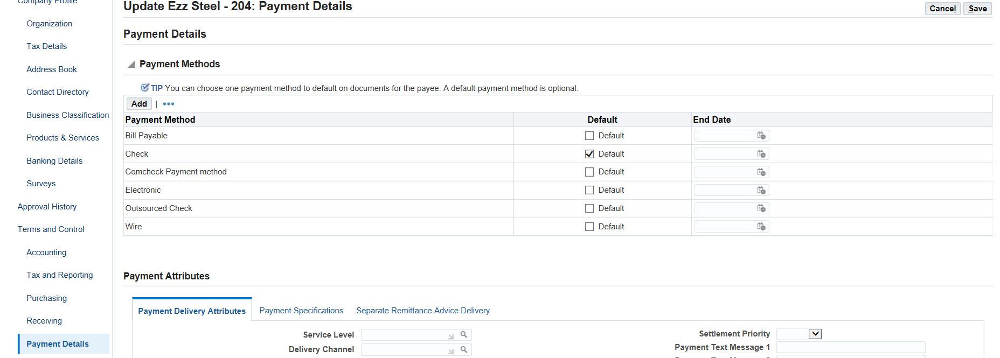 Company Profile
Organization
Tax Details
Address Book
Contact Directory
Business Classification
Products & Services
Banking Details
Surveys
Approval History
Terms and Control
Accounting
Tax and Reporting
Purchasing
Receiving
Payment Details
Update Ezz Steel - 204: Payment Details
Cancel Save
Payment Details
Payment Methods
TIP You can choose one payment method to default on documents for the payee. A default payment method is optional.
Add | •••
Payment Method Default End Date
Bill Payable Default
Check Default
Comcheck Payment method Default
Electronic Default
Outsourced Check Default
Wire Default
Payment Attributes
Payment Delivery Attributes Payment Specifications Separate Remittance Advice Delivery
Service Level Settlement Priority
Delivery Channel Payment Text Message 1